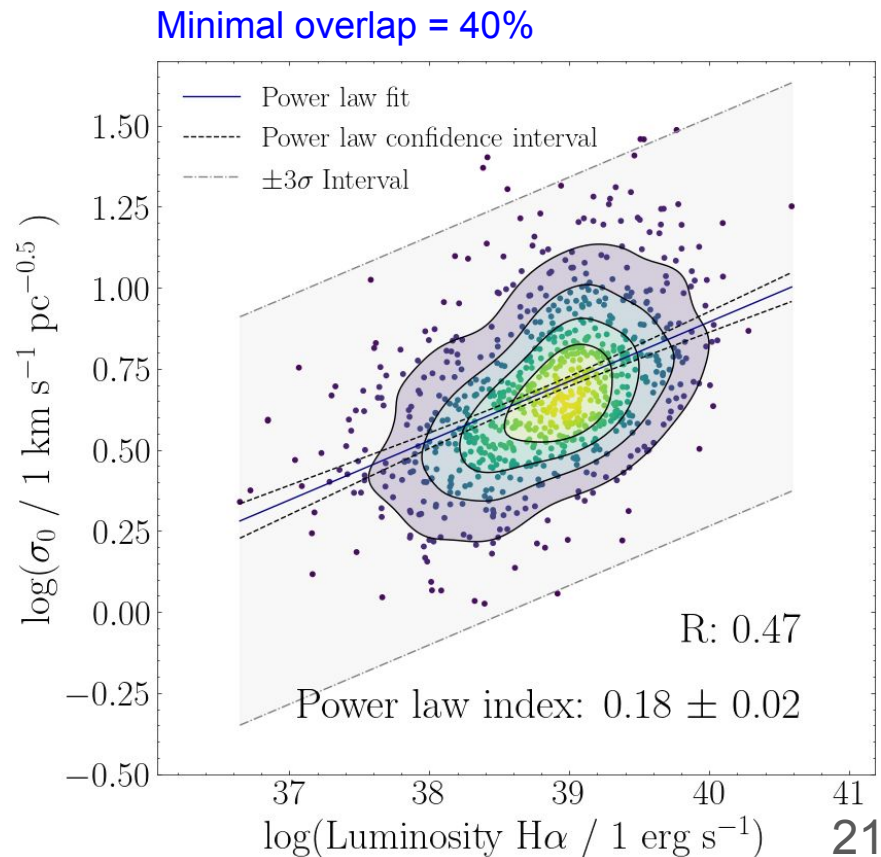 Minimal overlap = 40%
Power law fit
Power law confidence interval
±3σ Interval
1.50
1.25
1.00
0.75
0.50
0.25
0.00
−0.25
−0.50
log(σ₀ / 1 km s⁻¹ pc⁻⁰·⁵ )
R: 0.47
Power law index: 0.18 ± 0.02
37 38 39 40 41
log(Luminosity Hα / 1 erg s⁻¹)
21